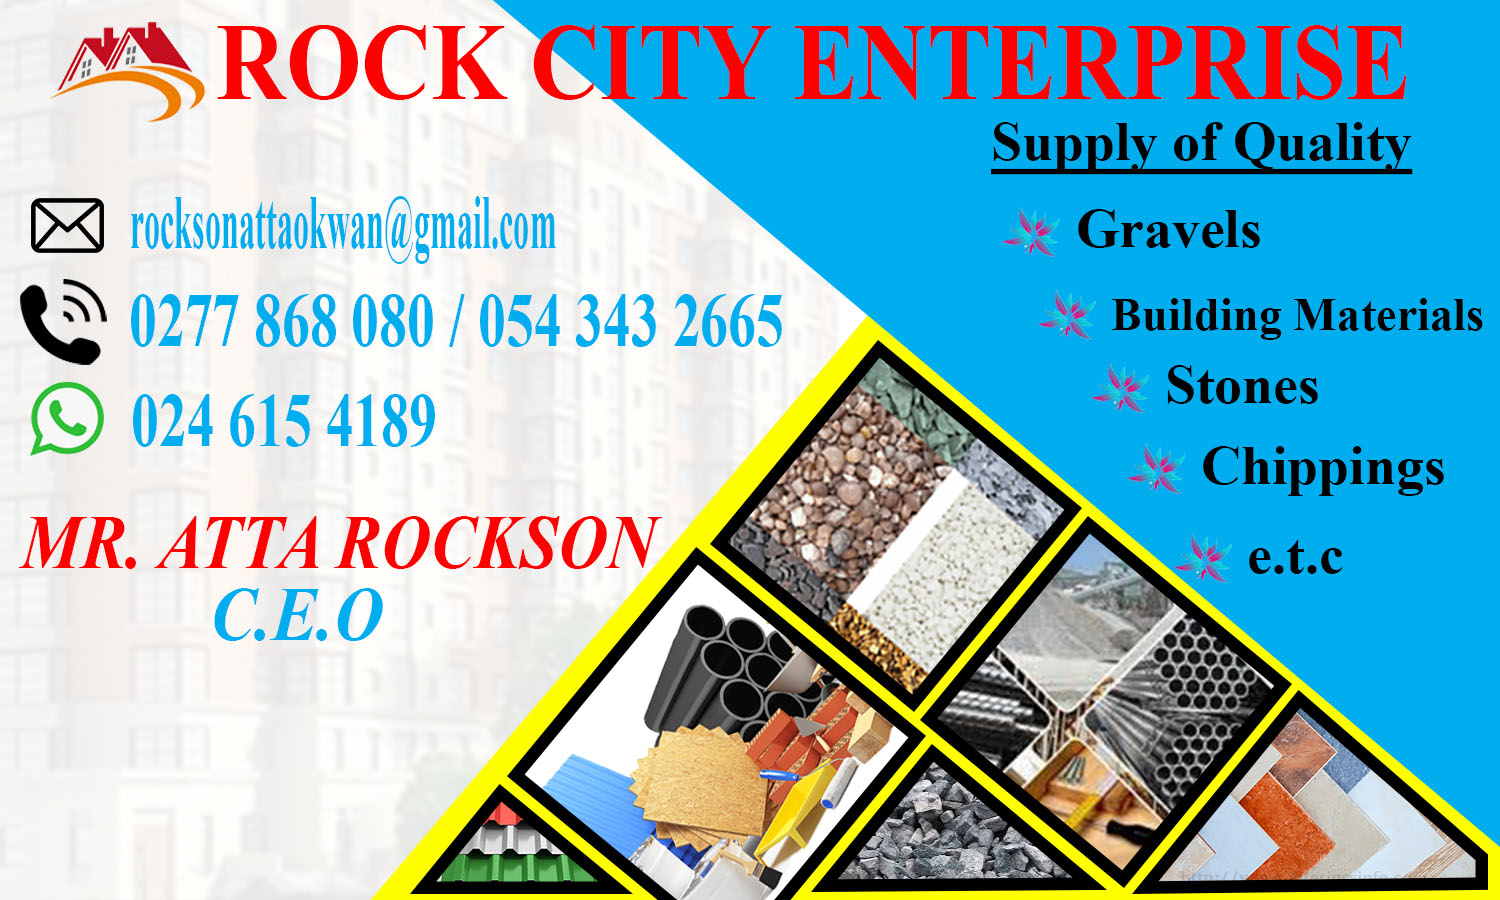 ROCK CITY ENTERPRISE
Supply of Quality
Gravels
Building Materials
Stones
Chippings
e.t.c
rocksonattaokwan@gmail.com
0277 868 080 / 054 343 2665
024 615 4189
MR. ATTA ROCKSON
C.E.O